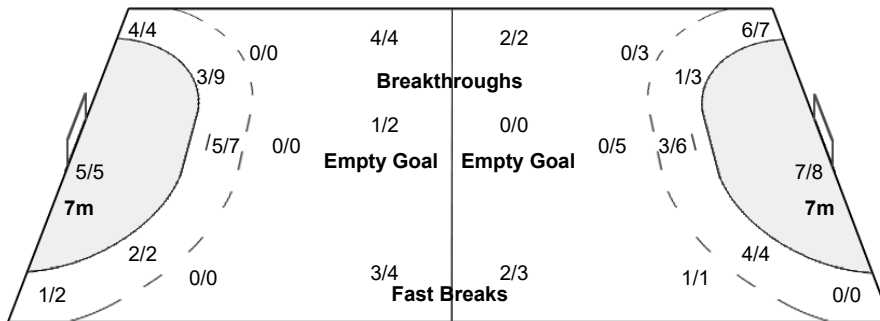 4/4 4/4 2/2 6/7
0/0 0/3
3/9 Breakthroughs 1/3
1/2 0/0
5/7 0/0 0/5 3/6
Empty Goal Empty Goal
5/5 7/8
7m 7m
2/2 4/4
0/0 3/4 2/3 1/1
1/2 Fast Breaks 0/0